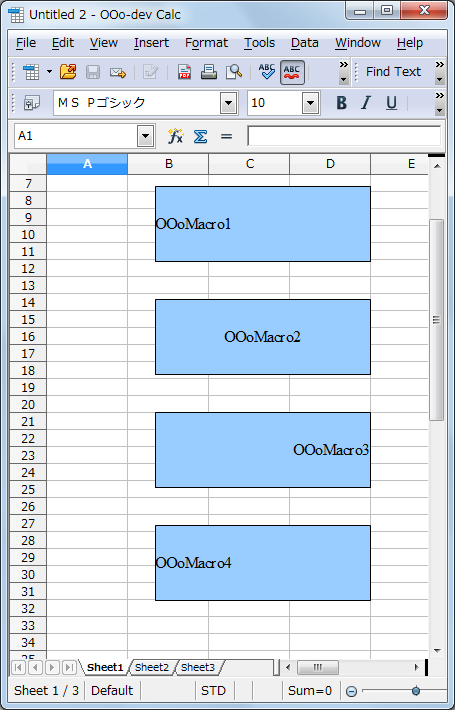 Untitled 2 - OOo-dev Calc
File Edit View Insert Format Tools Data Window Help
ABC ABC Find Text
ＭＳ Ｐゴシック 10 B I U
A1
A B C D E
7
8
9 OOoMacro1
10
11
12
13
14
15
16 OOoMacro2
17
18
19
20
21
22
23 OOoMacro3
24
25
26
27
28
29 OOoMacro4
30
31
32
33
34
35
Sheet1 Sheet2 Sheet3
Sheet 1 / 3 Default STD Sum=0